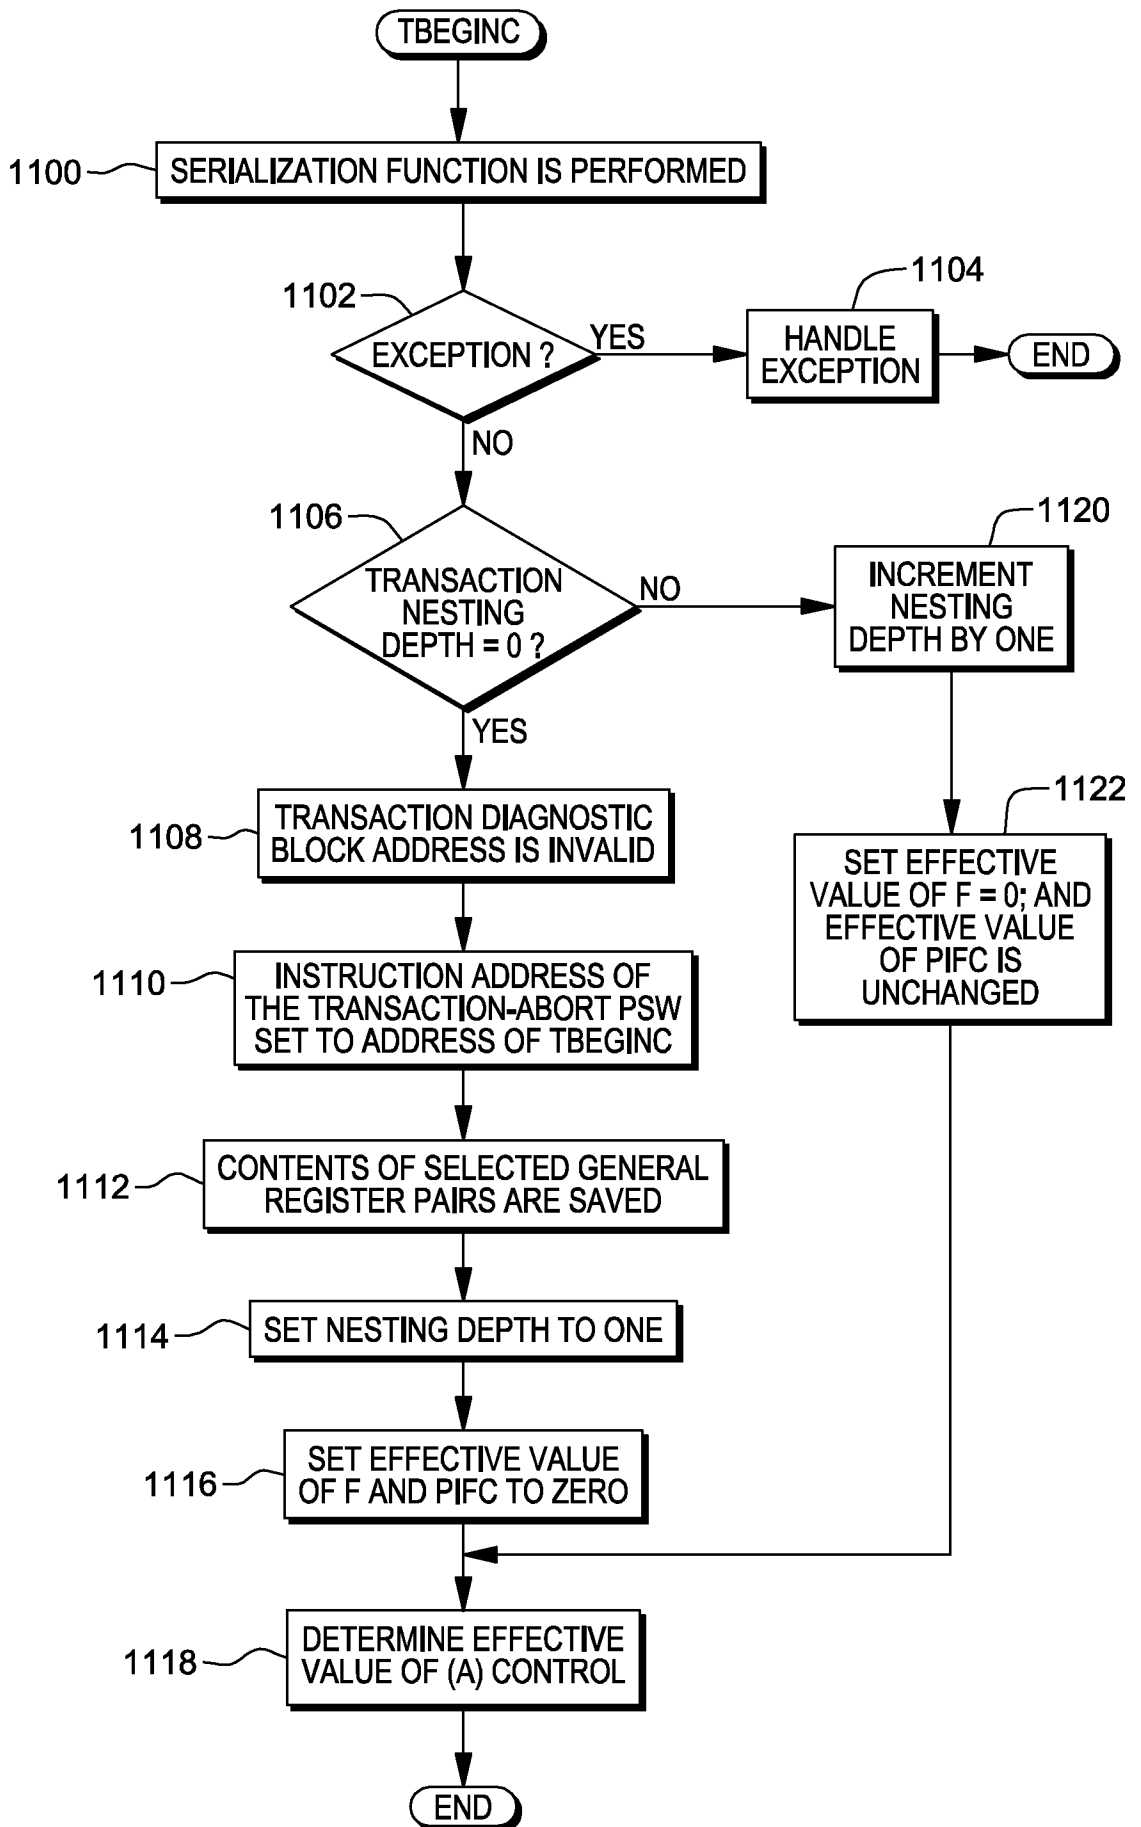 TBEGINC
1100
SERIALIZATION FUNCTION IS PERFORMED
1102
EXCEPTION ?
YES
1104
HANDLE
EXCEPTION
END
NO
1106
TRANSACTION
NESTING
DEPTH = 0 ?
NO
1120
INCREMENT
NESTING
DEPTH BY ONE
YES
1108
TRANSACTION DIAGNOSTIC
BLOCK ADDRESS IS INVALID
1122
SET EFFECTIVE
VALUE OF F = 0; AND
EFFECTIVE VALUE
OF PIFC IS
UNCHANGED
1110
INSTRUCTION ADDRESS OF
THE TRANSACTION-ABORT PSW
SET TO ADDRESS OF TBEGINC
1112
CONTENTS OF SELECTED GENERAL
REGISTER PAIRS ARE SAVED
1114
SET NESTING DEPTH TO ONE
1116
SET EFFECTIVE VALUE
OF F AND PIFC TO ZERO
1118
DETERMINE EFFECTIVE
VALUE OF (A) CONTROL
END